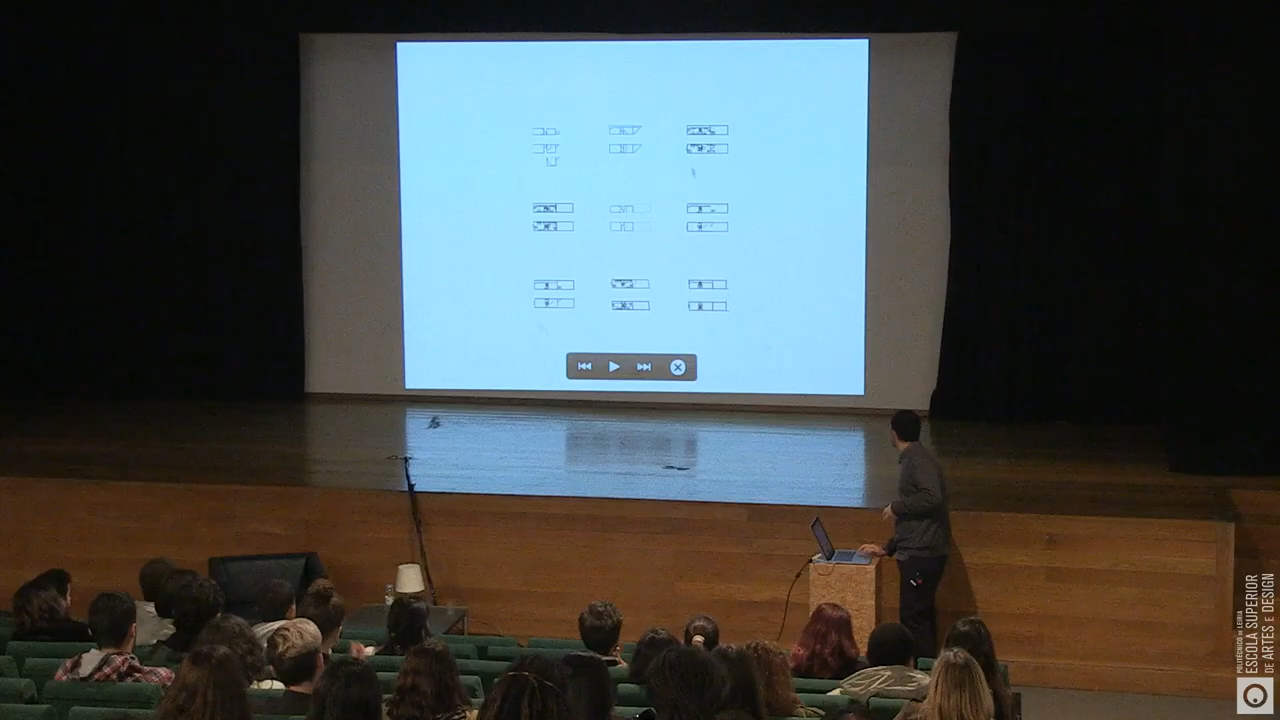 POLITÉCNICO DE LEIRIA
ESCOLA SUPERIOR
DE ARTES E DESIGN